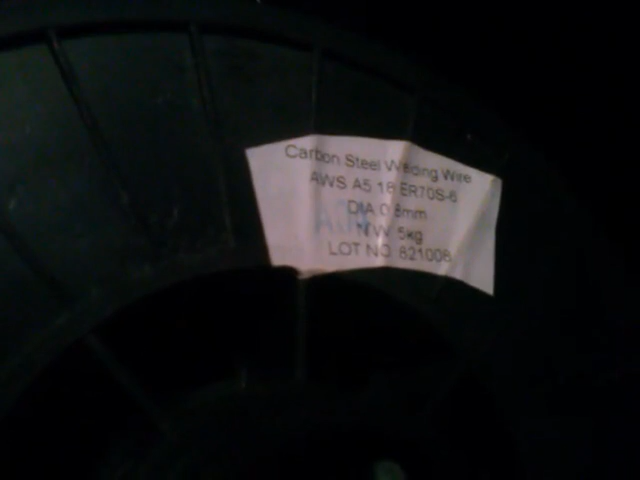 Carbon Steel Welding Wire
AWS A5.18 ER70S-6
DIA 0.8mm
N.W. 5kg
LOT NO. 821006